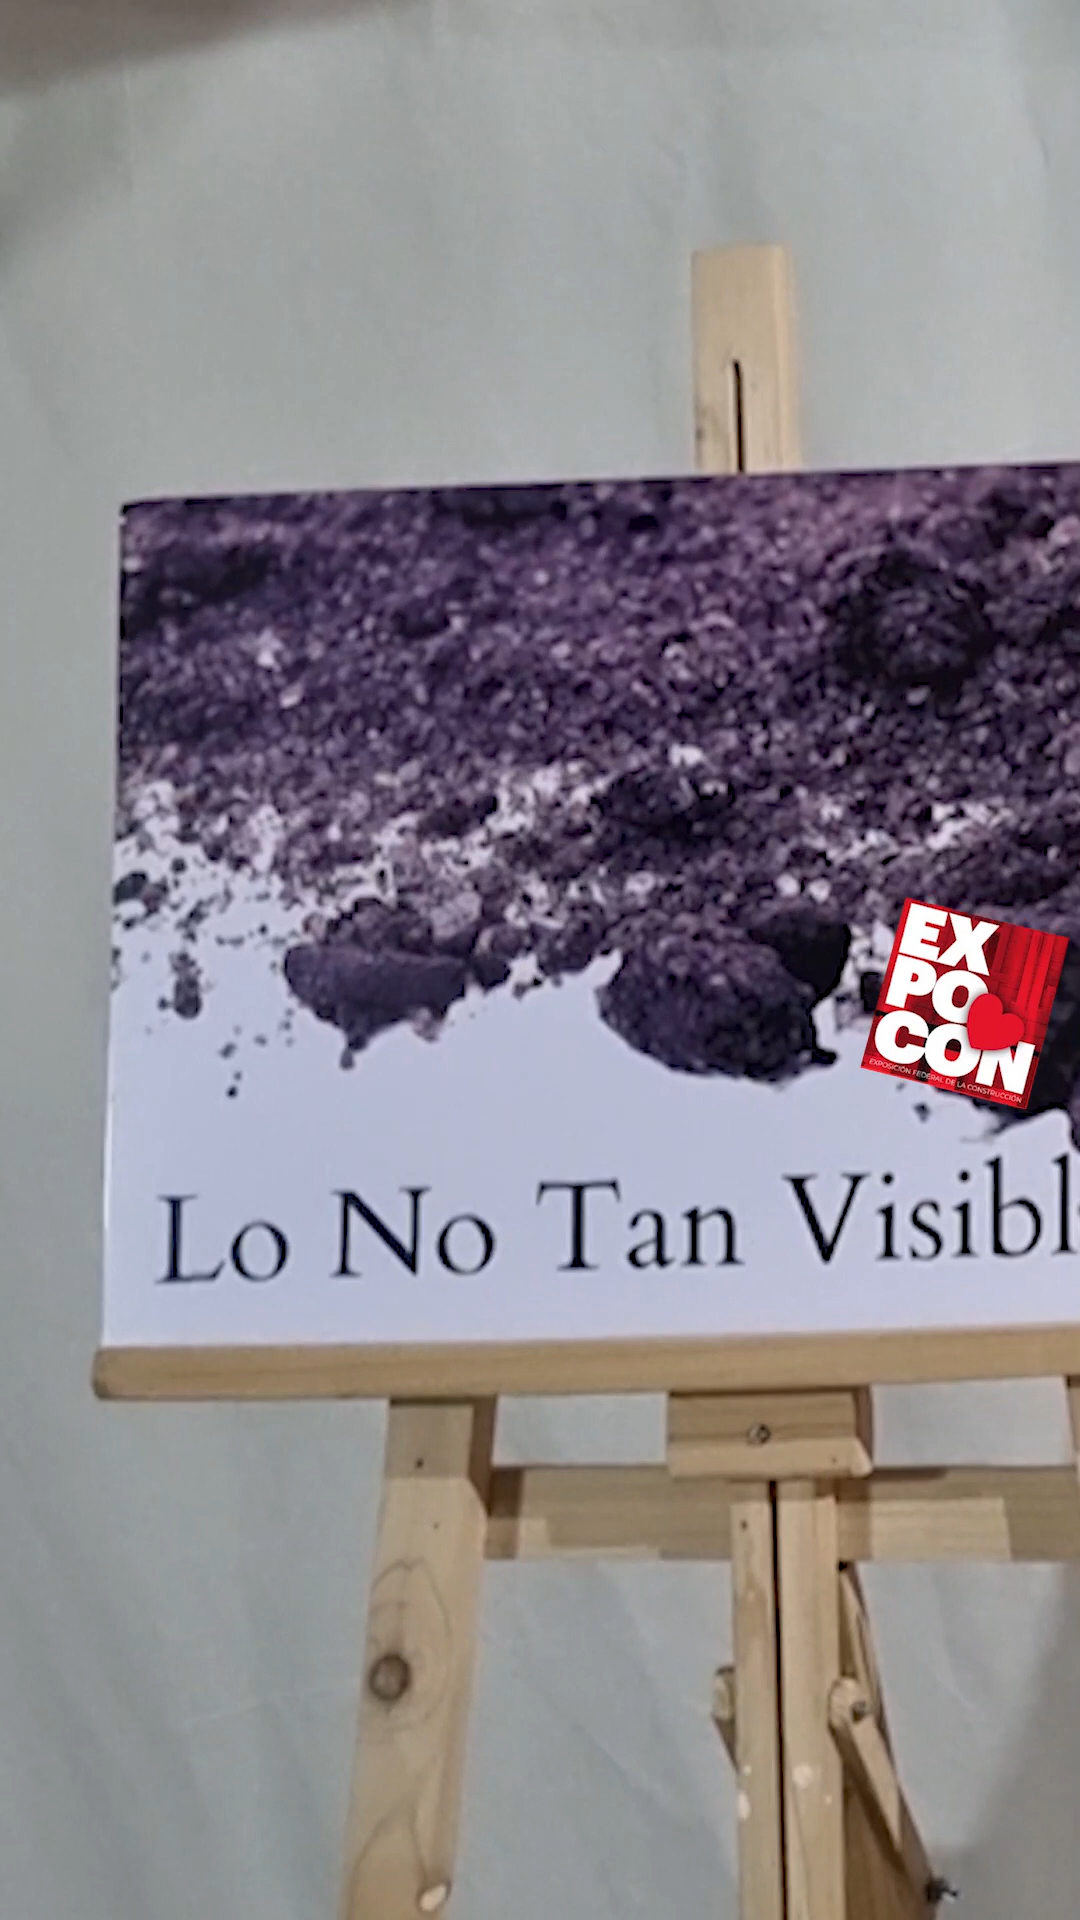 EX
PO
CON
EXPOSICIÓN FEDERAL DE LA CONSTRUCCIÓN
Lo No Tan Visibl